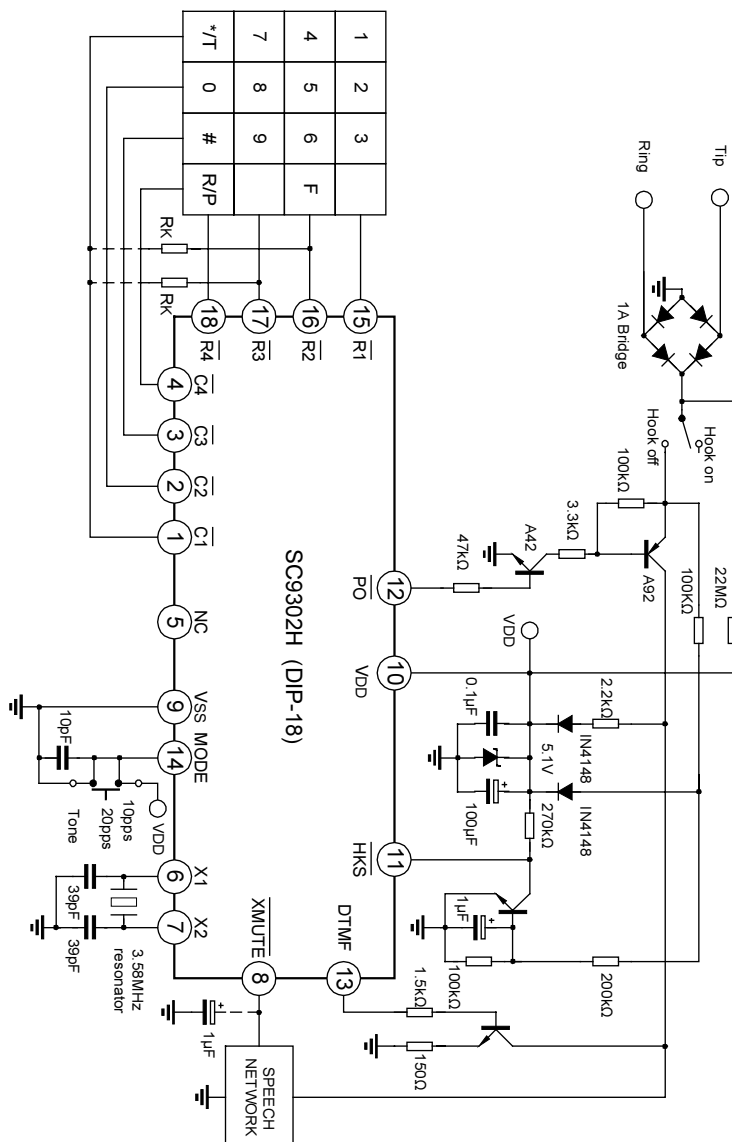 1 2 3
4 5 6 F
7 8 9
*/T 0 # R/P
RK
RK
Tip
Ring
1A Bridge
Hook on
Hook off
100kΩ
3.3kΩ
A92
100KΩ
22MΩ
A42
47kΩ
VDD
0.1µF
5.1V
100µF
2.2kΩ
IN4148
IN4148
270kΩ
1µF
100kΩ
200kΩ
1.5kΩ
150Ω
SC9302H (DIP-18)
15 R1
16 R2
17 R3
18 R4
4 C4
3 C3
2 C2
1 C1
5 NC
9 VSS
14 MODE
6 X1
7 X2
8 XMUTE
13 DTMF
11 HKS
10 VDD
12 PO
10pF
Tone
20pps
10pps
VDD
39pF
39pF
3.58MHz
resonator
1µF
SPEECH
NETWORK